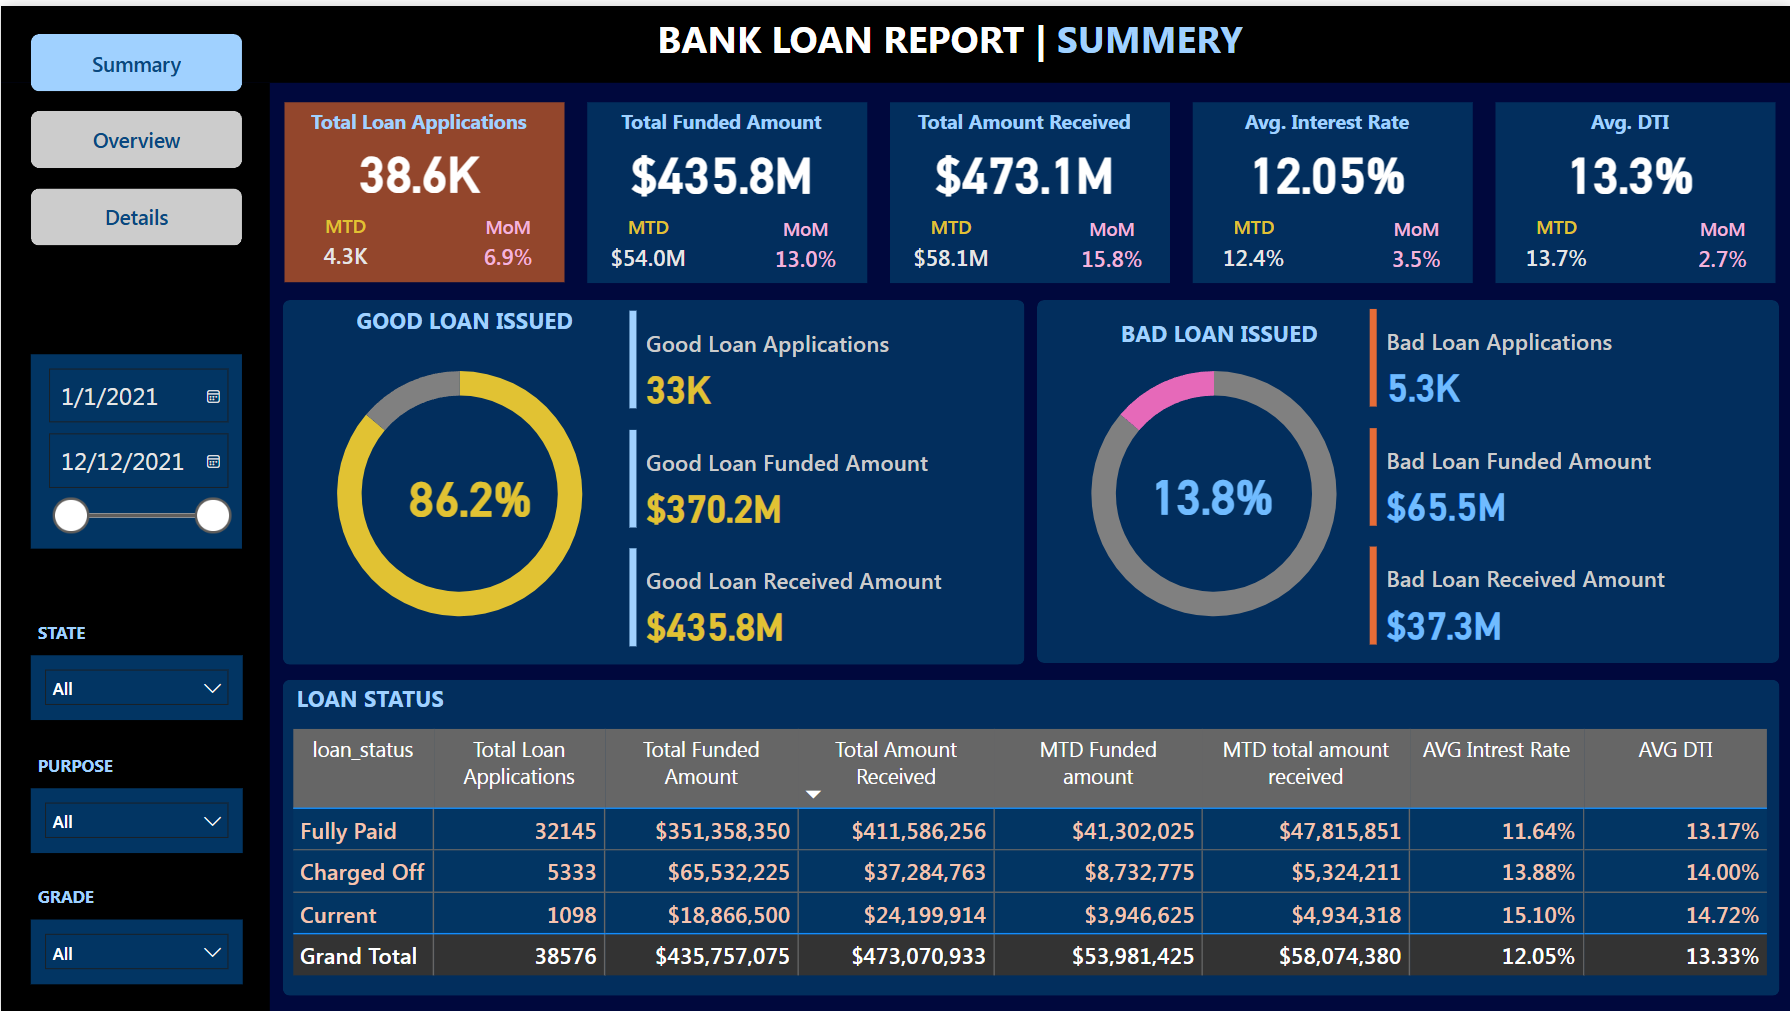 BANK LOAN REPORT | SUMMERY
Summary
Overview
Details
1/1/2021
12/12/2021
STATE
All
PURPOSE
All
GRADE
All
Total Loan Applications
38.6K
MTD MoM
4.3K 6.9%
Total Funded Amount
$435.8M
MTD MoM
$54.0M 13.0%
Total Amount Received
$473.1M
MTD MoM
$58.1M 15.8%
Avg. Interest Rate
12.05%
MTD MoM
12.4% 3.5%
Avg. DTI
13.3%
MTD MoM
13.7% 2.7%
GOOD LOAN ISSUED
86.2%
Good Loan Applications
33K
Good Loan Funded Amount
$370.2M
Good Loan Received Amount
$435.8M
BAD LOAN ISSUED
13.8%
Bad Loan Applications
5.3K
Bad Loan Funded Amount
$65.5M
Bad Loan Received Amount
$37.3M
LOAN STATUS
loan_status Total Loan Total Funded Total Amount MTD Funded MTD total amount AVG Intrest Rate AVG DTI
Applications Amount Received amount received
Fully Paid 32145 $351,358,350 $411,586,256 $41,302,025 $47,815,851 11.64% 13.17%
Charged Off 5333 $65,532,225 $37,284,763 $8,732,775 $5,324,211 13.88% 14.00%
Current 1098 $18,866,500 $24,199,914 $3,946,625 $4,934,318 15.10% 14.72%
Grand Total 38576 $435,757,075 $473,070,933 $53,981,425 $58,074,380 12.05% 13.33%